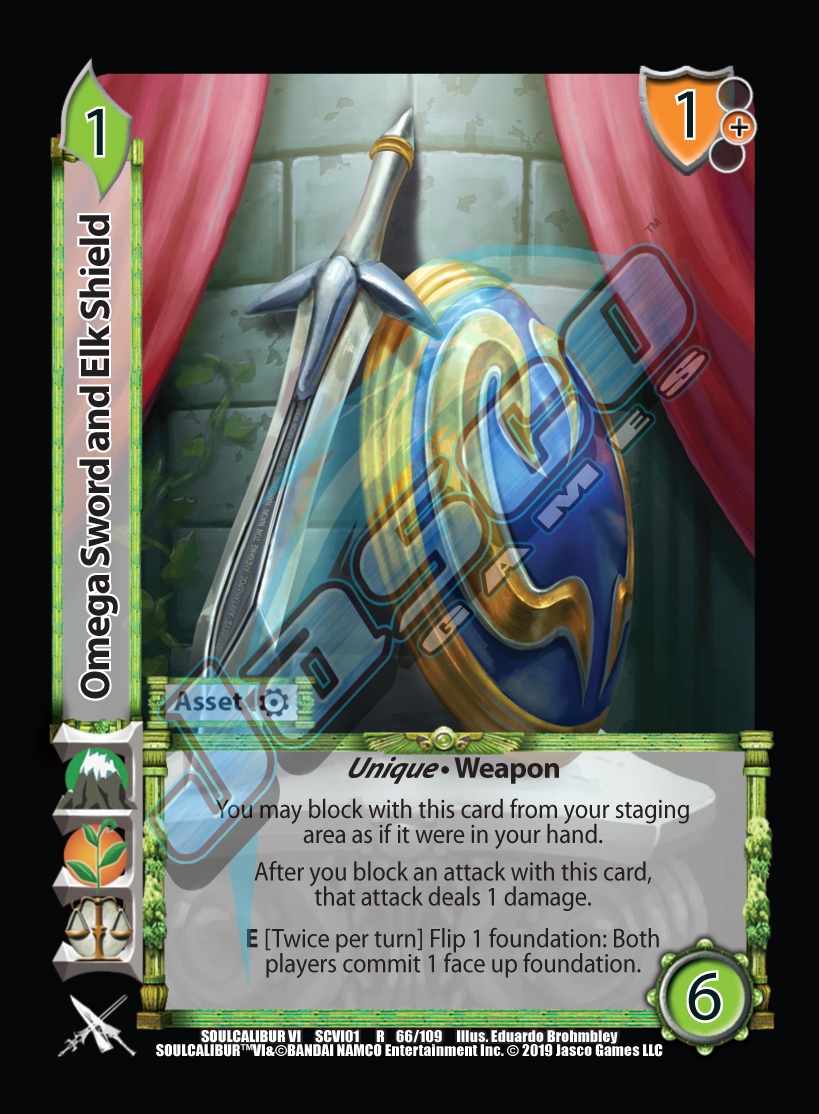 1
1
+
Omega Sword and Elk Shield
TM
JASCO
GAMES
Asset
Unique • Weapon
You may block with this card from your staging
area as if it were in your hand.
After you block an attack with this card,
that attack deals 1 damage.
E [Twice per turn] Flip 1 foundation: Both
players commit 1 face up foundation.
6
SOULCALIBUR VI SCVI01 R 66/109 Illus. Eduardo Brohmbley
SOULCALIBUR™VI&©BANDAI NAMCO Entertainment Inc. © 2019 Jasco Games LLC